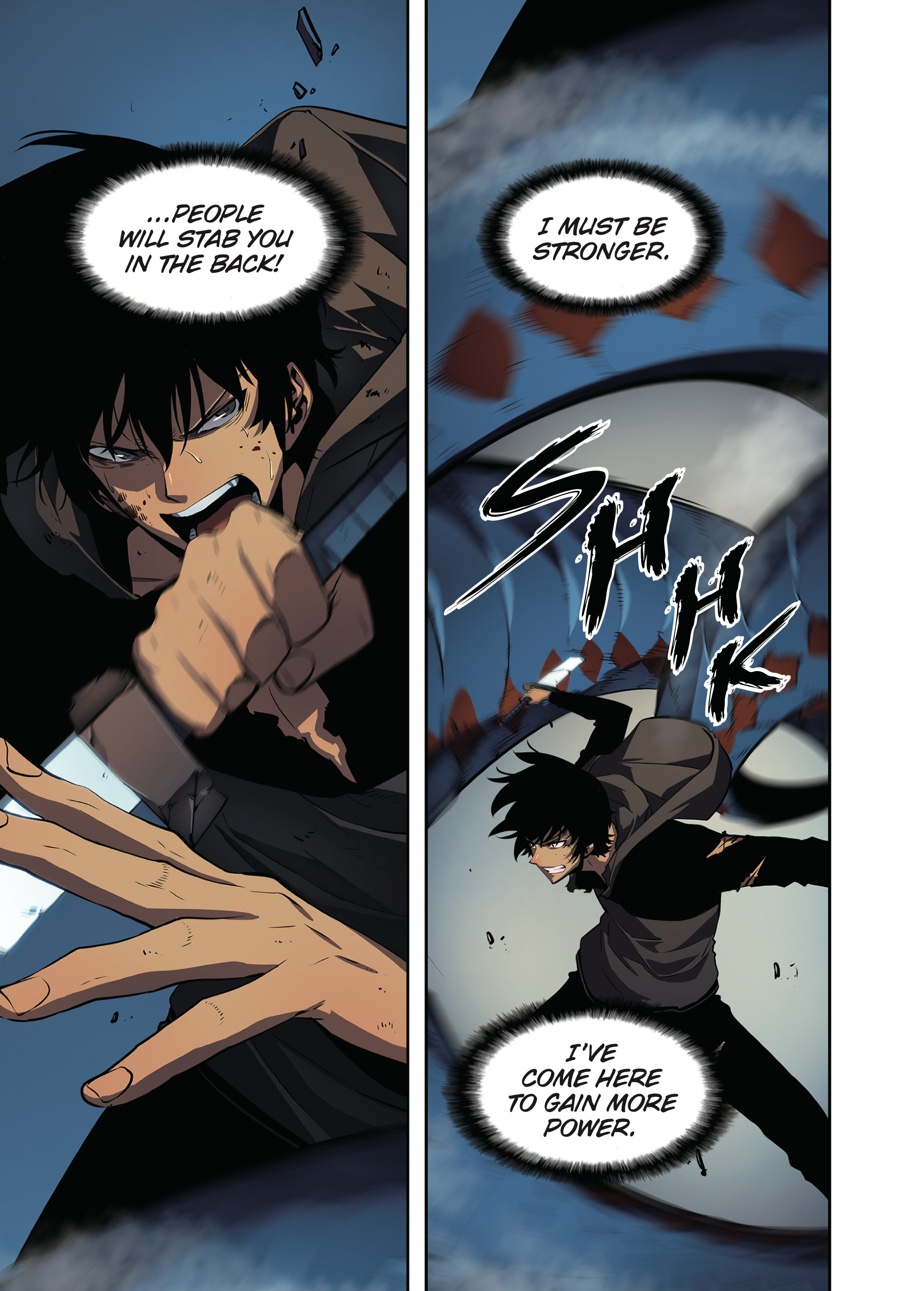 ...PEOPLE
WILL STAB YOU
IN THE BACK!
I MUST BE
STRONGER.
SHHK
I'VE
COME HERE
TO GAIN MORE
POWER.